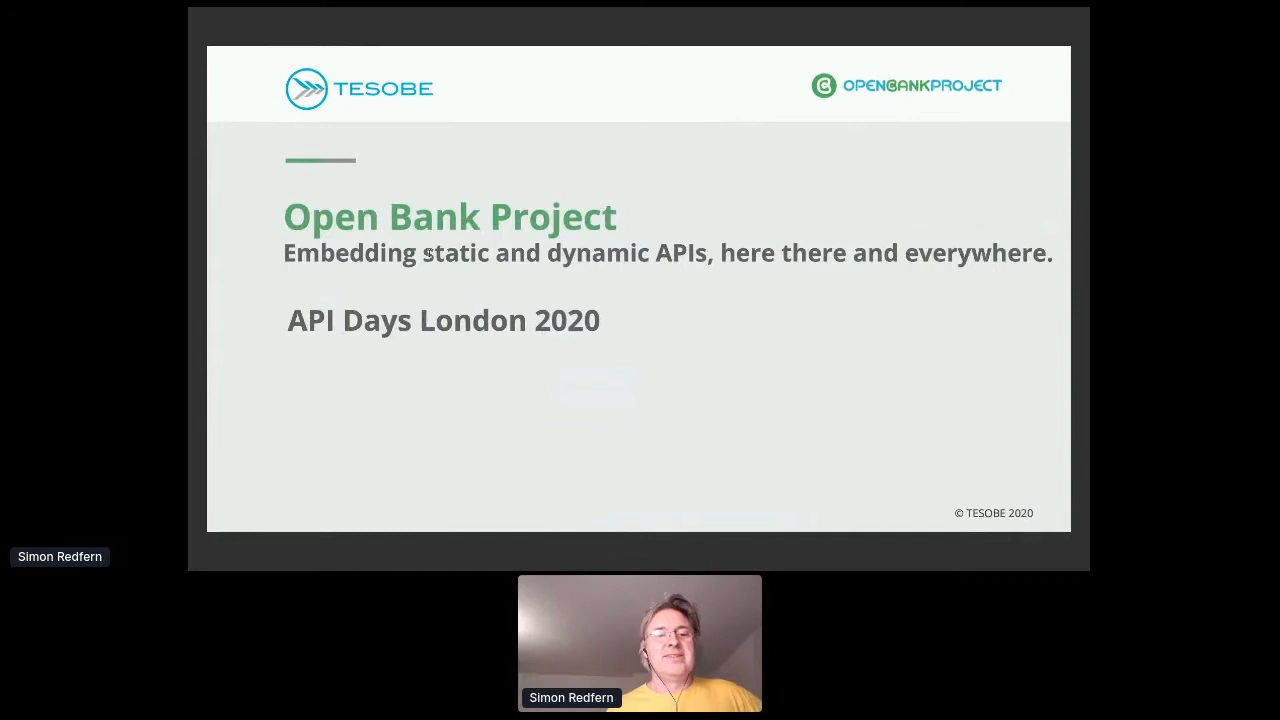 TESOBE
OPENBANKPROJECT
Open Bank Project
Embedding static and dynamic APIs, here there and everywhere.
API Days London 2020
© TESOBE 2020
Simon Redfern
Simon Redfern